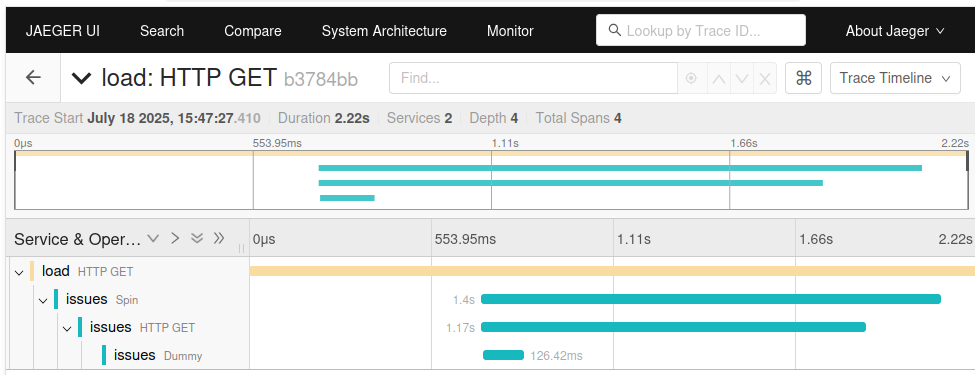 JAEGER UI Search Compare System Architecture Monitor Lookup by Trace ID... About Jaeger
load: HTTP GET b3784bb Find... ⌘ Trace Timeline
Trace Start July 18 2025, 15:47:27.410 Duration 2.22s Services 2 Depth 4 Total Spans 4
0μs 553.95ms 1.11s 1.66s 2.22s
Service & Oper... 0μs 553.95ms 1.11s 1.66s 2.22s
load HTTP GET
issues Spin 1.4s
issues HTTP GET 1.17s
issues Dummy 126.42ms